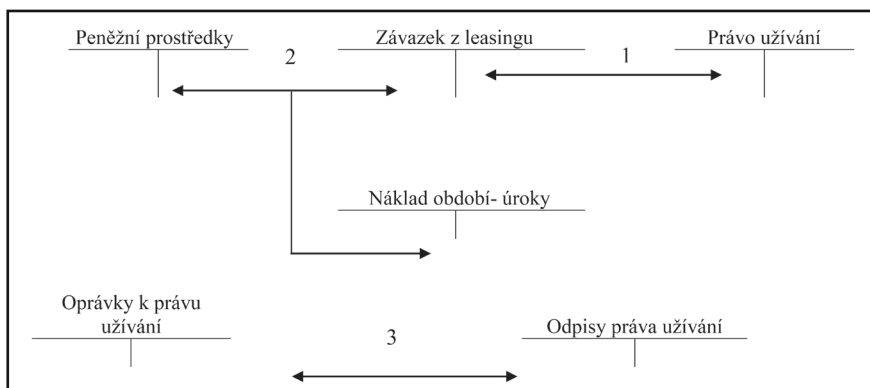 Peněžní prostředky
Závazek z leasingu
Právo užívání
2
1
Náklad období- úroky
Oprávky k právu
užívání
3
Odpisy práva užívání